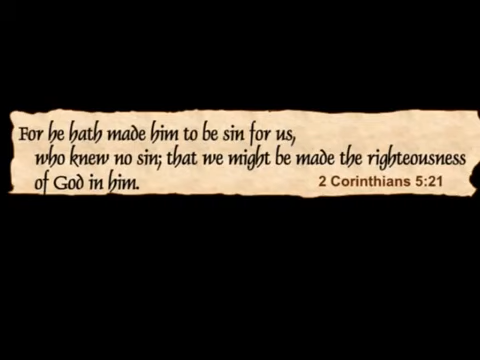 For he hath made him to be sin for us,
who knew no sin; that we might be made the righteousness
of God in him.
2 Corinthians 5:21